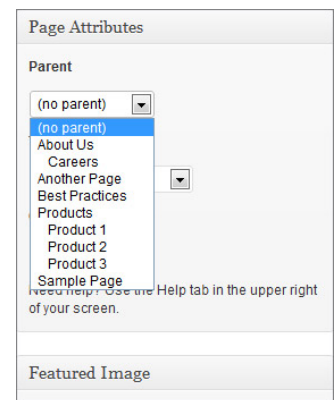 Page Attributes
Parent
(no parent)
(no parent)
About Us
Careers
Another Page
Best Practices
Products
Product 1
Product 2
Product 3
Sample Page
Need help? Use the Help tab in the upper right
of your screen.
Featured Image